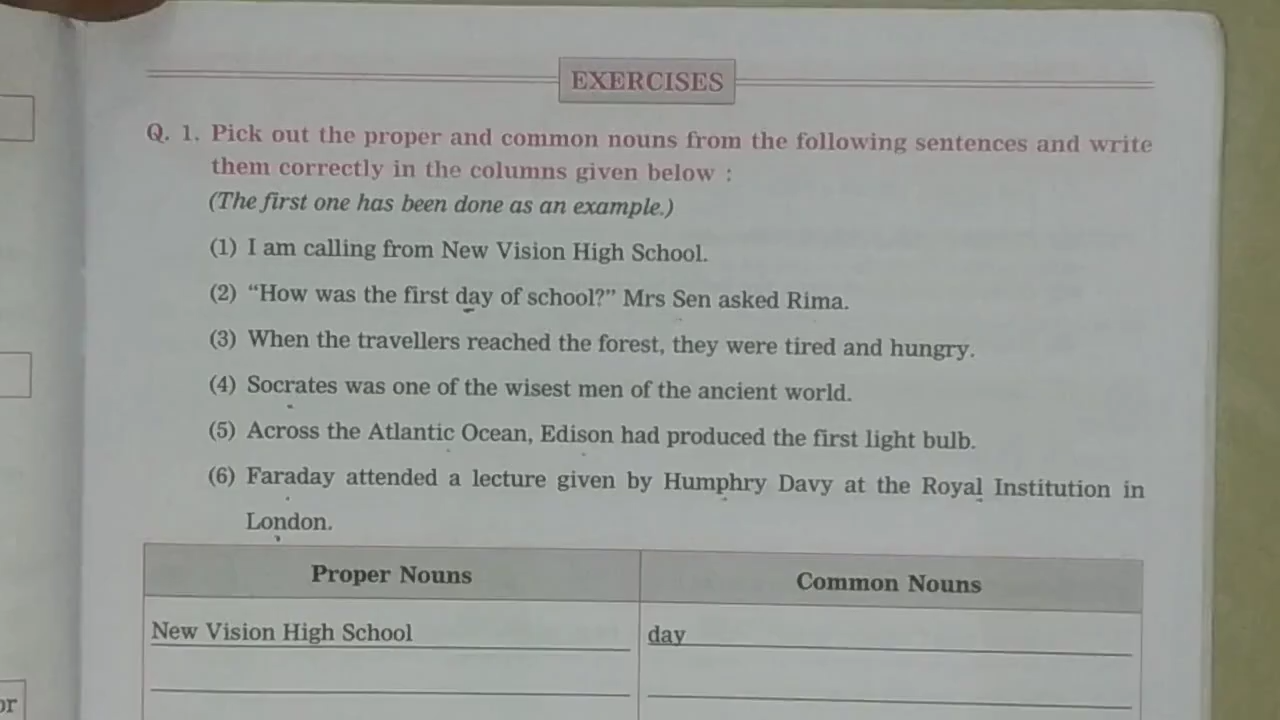 EXERCISES
Q. 1. Pick out the proper and common nouns from the following sentences and write
them correctly in the columns given below :
(The first one has been done as an example.)
(1) I am calling from New Vision High School.
(2) “How was the first day of school?” Mrs Sen asked Rima.
(3) When the travellers reached the forest, they were tired and hungry.
(4) Socrates was one of the wisest men of the ancient world.
(5) Across the Atlantic Ocean, Edison had produced the first light bulb.
(6) Faraday attended a lecture given by Humphry Davy at the Royal Institution in
London.
Proper Nouns Common Nouns
New Vision High School day